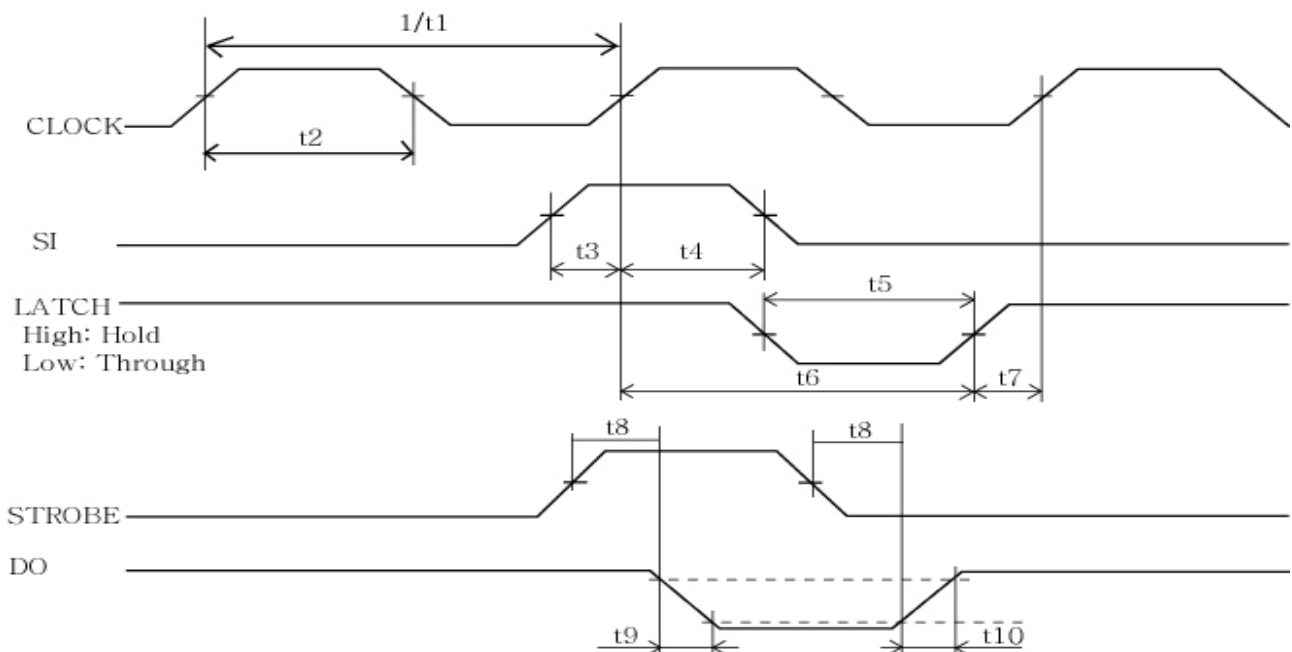 1/t1
CLOCK
t2
SI
t3
t4
LATCH
High: Hold
Low: Through
t5
t6
t7
t8
t8
STROBE
DO
t9
t10